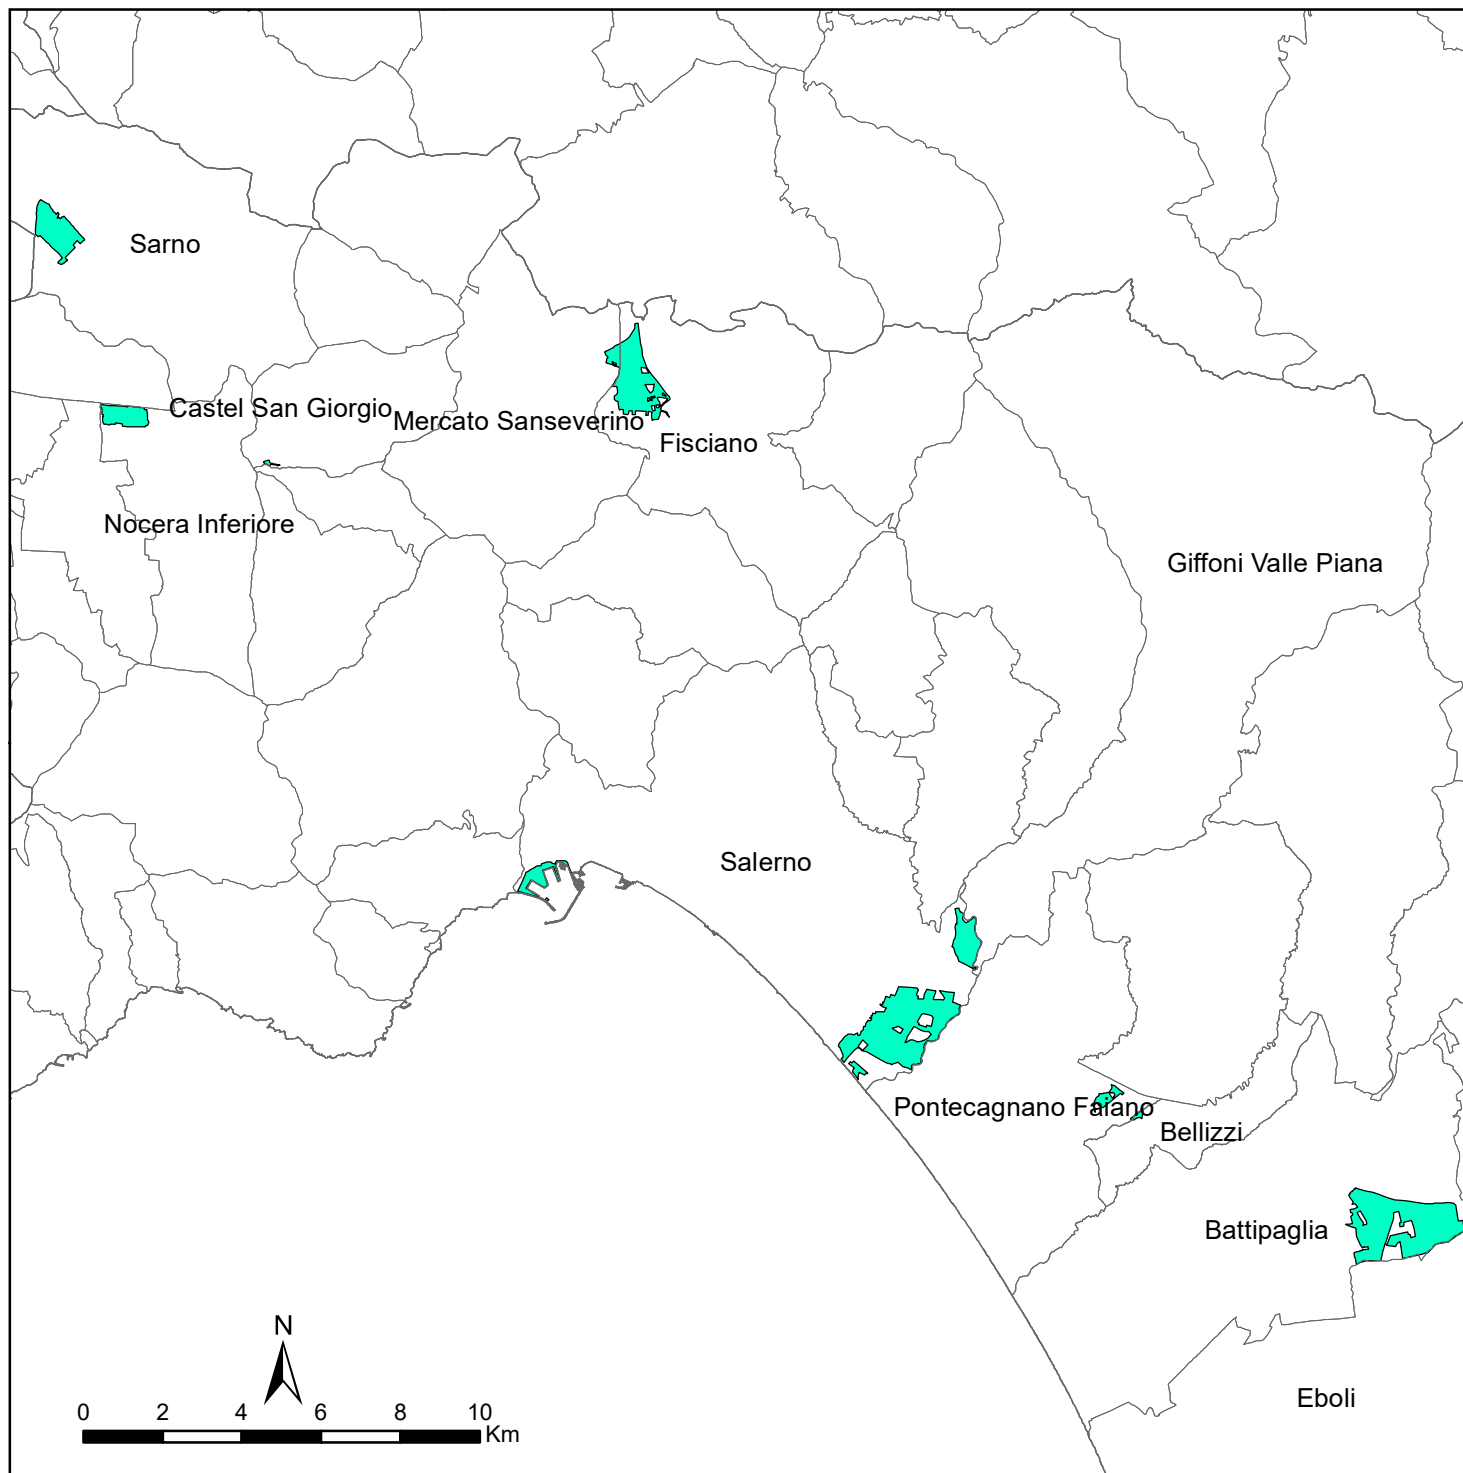 Sarno
Castel San Giorgio
Mercato Sanseverino
Fisciano
Nocera Inferiore
Giffoni Valle Piana
Salerno
Pontecagnano Faiano
Bellizzi
Battipaglia
N
Eboli
0 2 4 6 8 10
Km